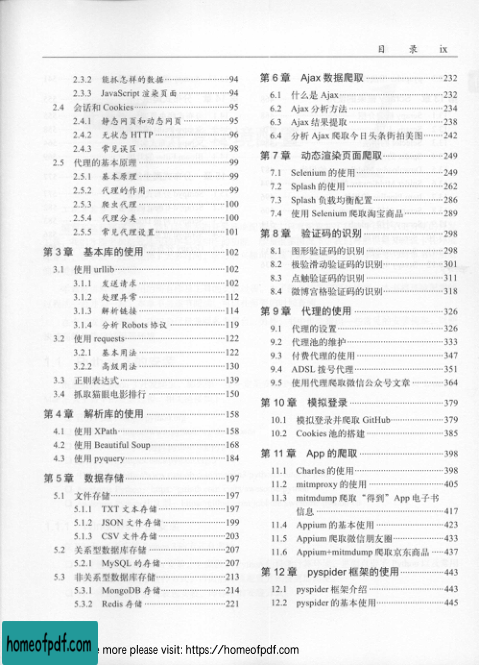 目 录 ix
2.3.2 能抓怎样的数据 94
2.3.3 JavaScript 渲染页面 94
2.4 会话和 Cookies 95
2.4.1 静态网页和动态网页 95
2.4.2 无状态 HTTP 96
2.4.3 常见误区 98
2.5 代理的基本原理 99
2.5.1 基本原理 99
2.5.2 代理的作用 99
2.5.3 爬虫代理 100
2.5.4 代理分类 100
2.5.5 常见代理设置 101
第 3 章 基本库的使用 102
3.1 使用 urllib 102
3.1.1 发送请求 102
3.1.2 处理异常 112
3.1.3 解析链接 114
3.1.4 分析 Robots 协议 119
3.2 使用 requests 122
3.2.1 基本用法 122
3.2.2 高级用法 130
3.3 正则表达式 139
3.4 抓取猫眼电影排行 150
第 4 章 解析库的使用 158
4.1 使用 XPath 158
4.2 使用 Beautiful Soup 168
4.3 使用 pyquery 184
第 5 章 数据存储 197
5.1 文件存储 197
5.1.1 TXT 文本存储 197
5.1.2 JSON 文件存储 199
5.1.3 CSV 文件存储 203
5.2 关系型数据库存储 207
5.2.1 MySQL 的存储 207
5.3 非关系型数据库存储 213
5.3.1 MongoDB 存储 214
5.3.2 Redis 存储 221
第 6 章 Ajax 数据爬取 232
6.1 什么是 Ajax 232
6.2 Ajax 分析方法 234
6.3 Ajax 结果提取 238
6.4 分析 Ajax 爬取今日头条街拍美图 242
第 7 章 动态渲染页面爬取 249
7.1 Selenium 的使用 249
7.2 Splash 的使用 262
7.3 Splash 负载均衡配置 286
7.4 使用 Selenium 爬取淘宝商品 289
第 8 章 验证码的识别 298
8.1 图形验证码的识别 298
8.2 极验滑动验证码的识别 301
8.3 点触验证码的识别 311
8.4 微博宫格验证码的识别 318
第 9 章 代理的使用 326
9.1 代理的设置 326
9.2 代理池的维护 333
9.3 付费代理的使用 347
9.4 ADSL 拨号代理 351
9.5 使用代理爬取微信公众号文章 364
第 10 章 模拟登录 379
10.1 模拟登录并爬取 GitHub 379
10.2 Cookies 池的搭建 385
第 11 章 App 的爬取 398
11.1 Charles 的使用 398
11.2 mitmproxy 的使用 405
11.3 mitmdump 爬取“得到”App 电子书
信息 417
11.4 Appium 的基本使用 423
11.5 Appium 爬取微信朋友圈 433
11.6 Appium+mitmdump 爬取京东商品 437
第 12 章 pyspider 框架的使用 443
12.1 pyspider 框架介绍 443
12.2 pyspider 的基本使用 445
homeofpdf.com
more please visit: https://homeofpdf.com